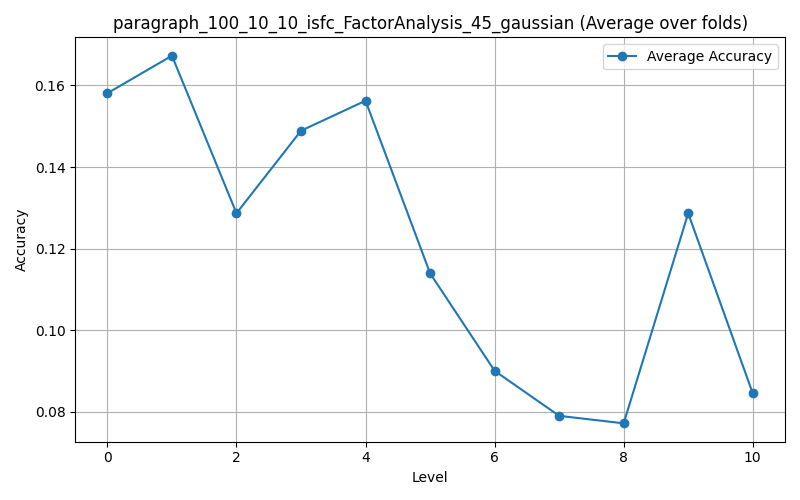 paragraph_100_10_10_isfc_FactorAnalysis_45_gaussian (Average over folds)
Average Accuracy
0.16
0.14
0.12
0.10
0.08
Accuracy
0 2 4 6 8 10
Level